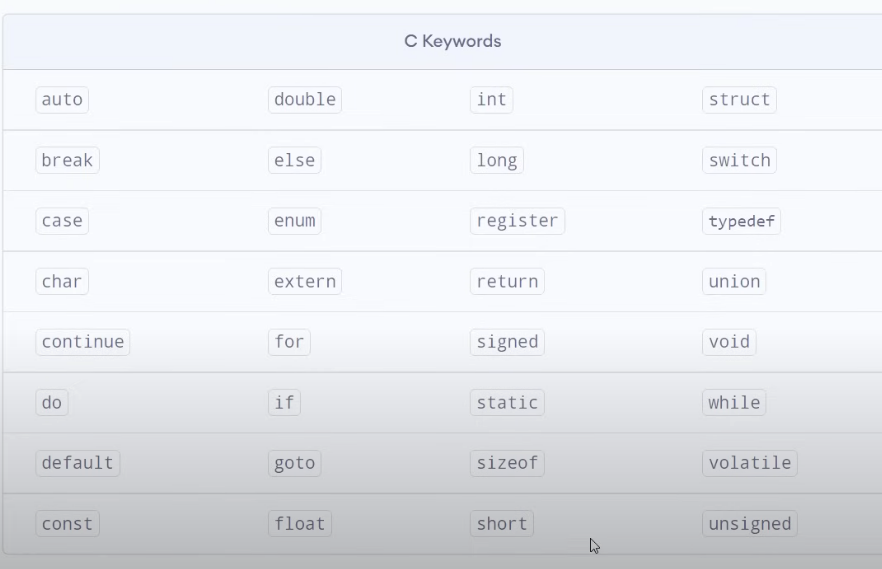 C Keywords
auto double int struct
break else long switch
case enum register typedef
char extern return union
continue for signed void
do if static while
default goto sizeof volatile
const float short unsigned